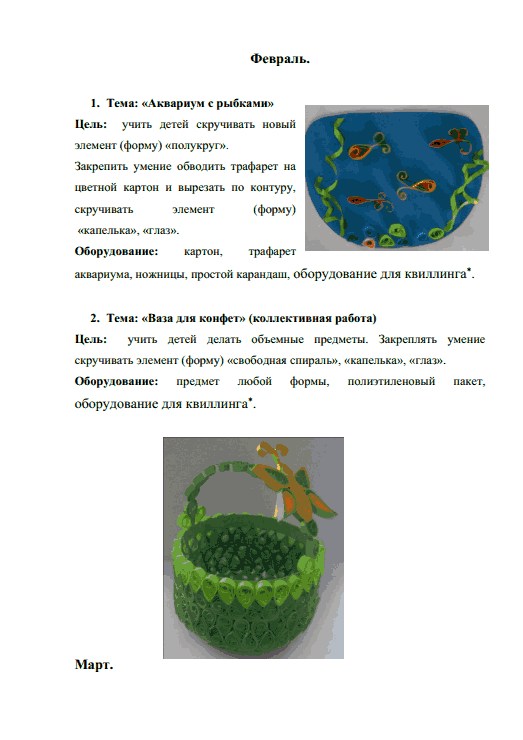 Февраль.
1. Тема: «Аквариум с рыбками»
Цель: учить детей скручивать новый
элемент (форму) «полукруг».
Закрепить умение обводить трафарет на
цветной картон и вырезать по контуру,
скручивать элемент (форму)
«капелька», «глаз».
Оборудование: картон, трафарет
аквариума, ножницы, простой карандаш, оборудование для квиллинга*.
2. Тема: «Ваза для конфет» (коллективная работа)
Цель: учить детей делать объемные предметы. Закреплять умение
скручивать элемент (форму) «свободная спираль», «капелька», «глаз».
Оборудование: предмет любой формы, полиэтиленовый пакет,
оборудование для квиллинга*.
Март.